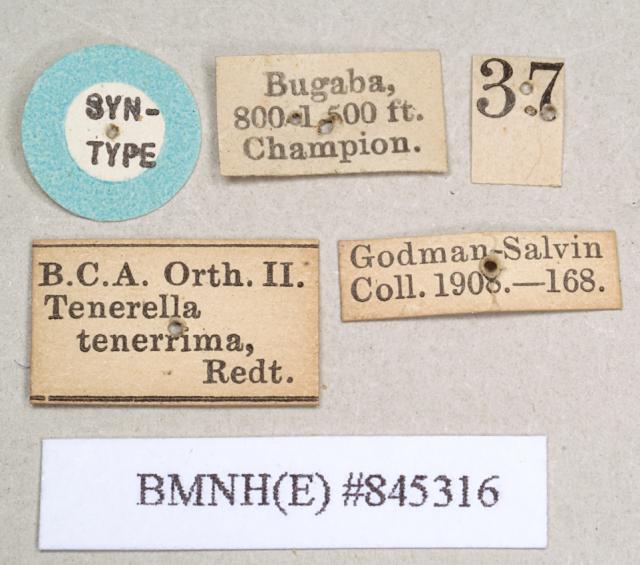 SYN-
TYPE
Bugaba,
800-1,500 ft.
Champion.
37
B.C.A. Orth. II.
Tenerella
tenerrima,
Redt.
Godman-Salvin
Coll. 1908.—168.
BMNH(E) #845316